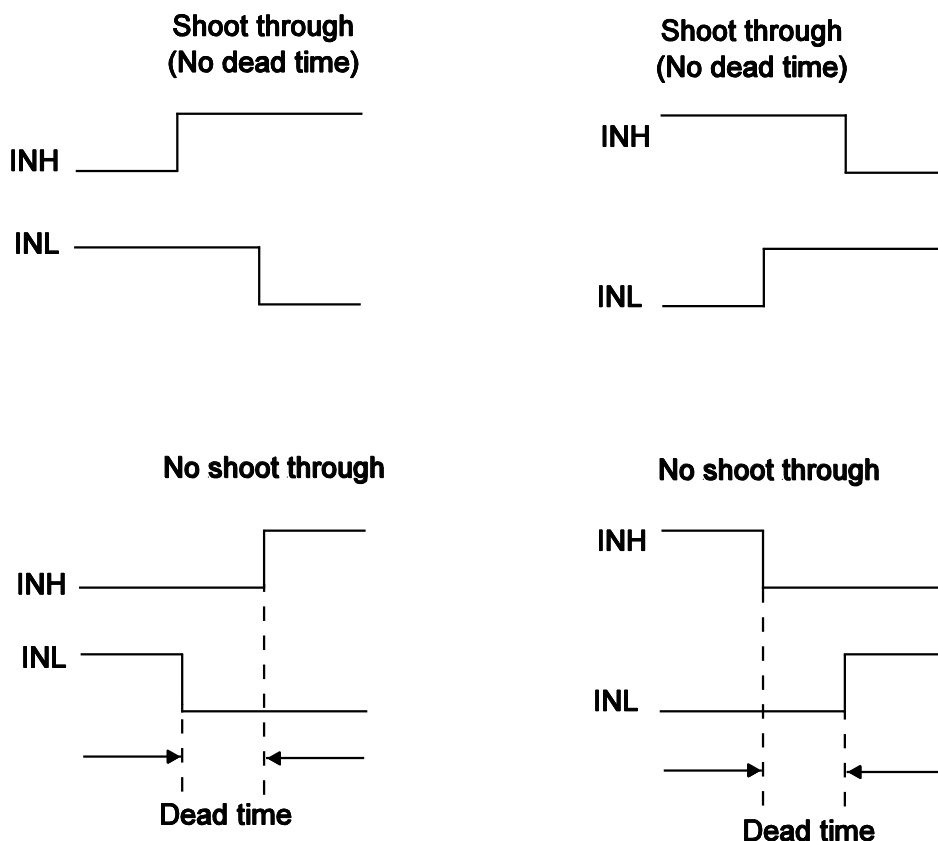 Shoot through
(No dead time)
INH
INL
Shoot through
(No dead time)
INH
INL
No shoot through
INH
INL
Dead time
No shoot through
INH
INL
Dead time